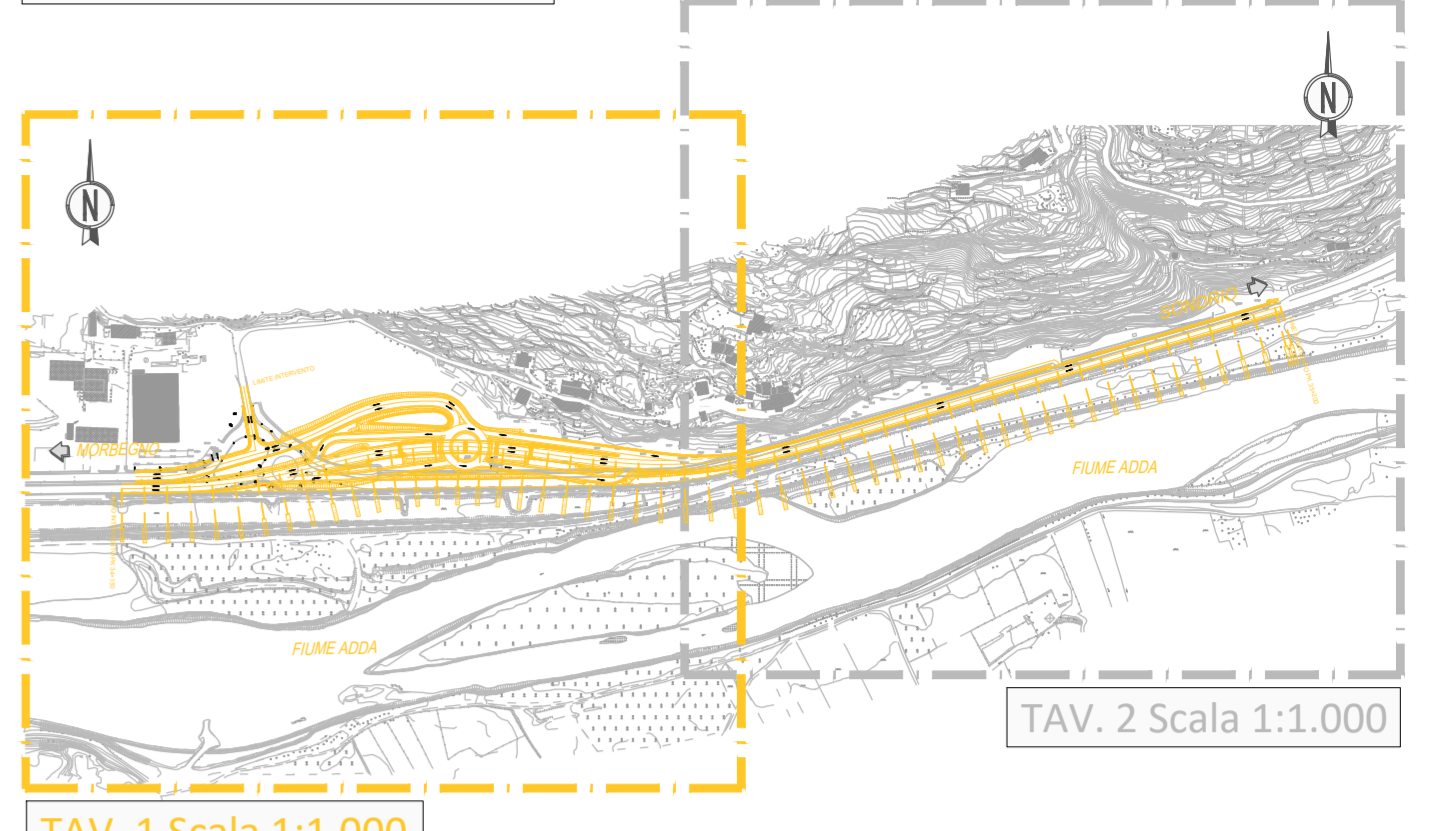 N
N
SONDRIO
LIMITE INTERVENTO
MORBEGNO
FIUME ADDA
FIUME ADDA
TAV. 2 Scala 1:1.000
TAV. 1 Scala 1:1.000